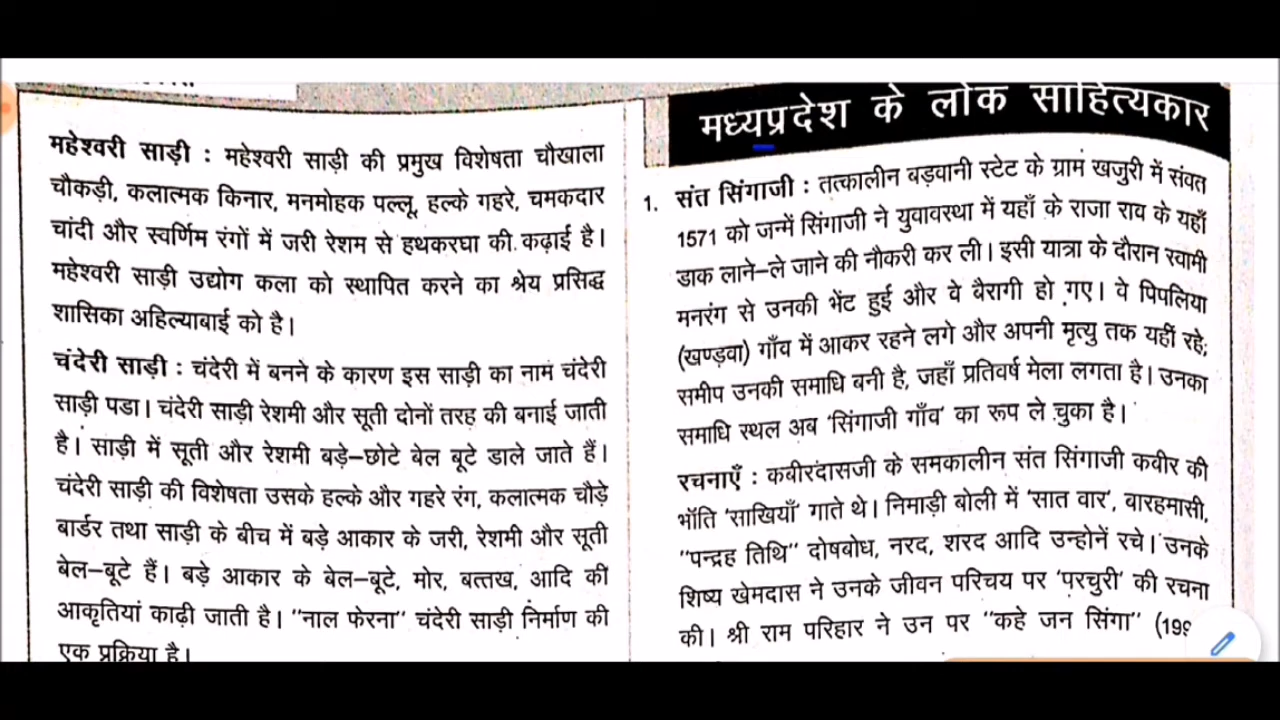 महेश्वरी साड़ी : महेश्वरी साड़ी की प्रमुख विशेषता चौखाला
चौकड़ी, कलात्मक किनार, मनमोहक पल्लू, हल्के गहरे, चमकदार
चांदी और स्वर्णिम रंगों में जरी रेशम से हथकरघा की कढ़ाई है।
महेश्वरी साड़ी उद्योग कला को स्थापित करने का श्रेय प्रसिद्ध
शासिका अहिल्याबाई को है।
चंदेरी साड़ी : चंदेरी में बनने के कारण इस साड़ी का नाम चंदेरी
साड़ी पडा। चंदेरी साड़ी रेशमी और सूती दोनों तरह की बनाई जाती
है। साड़ी में सूती और रेशमी बड़े–छोटे बेल बूटे डाले जाते हैं।
चंदेरी साड़ी की विशेषता उसके हल्के और गहरे रंग, कलात्मक चौड़े
बार्डर तथा साड़ी के बीच में बड़े आकार के जरी, रेशमी और सूती
बेल–बूटे हैं। बड़े आकार के बेल–बूटे, मोर, बत्तख, आदि की
आकृतियां काढ़ी जाती है। "नाल फेरना" चंदेरी साड़ी निर्माण की
एक प्रक्रिया है।
मध्यप्रदेश के लोक साहित्यकार
1. संत सिंगाजी : तत्कालीन बड़वानी स्टेट के ग्राम खजुरी में संवत
1571 को जन्में सिंगाजी ने युवावस्था में यहाँ के राजा राव के यहाँ
डाक लाने–ले जाने की नौकरी कर ली। इसी यात्रा के दौरान स्वामी
मनरंग से उनकी भेंट हुई और वे बैरागी हो गए। वे पिपलिया
(खण्डवा) गाँव में आकर रहने लगे और अपनी मृत्यु तक यहीं रहे;
समीप उनकी समाधि बनी है, जहाँ प्रतिवर्ष मेला लगता है। उनका
समाधि स्थल अब 'सिंगाजी गाँव' का रूप ले चुका है।
रचनाएँ : कबीरदासजी के समकालीन संत सिंगाजी कबीर की
भाँति 'साखियाँ' गाते थे। निमाड़ी बोली में 'सात वार', बारहमासी,
"पन्द्रह तिथि" दोषबोध, नरद, शरद आदि उन्होनें रचे। उनके
शिष्य खेमदास ने उनके जीवन परिचय पर 'परचुरी' की रचना
की। श्री राम परिहार ने उन पर "कहे जन सिंगा" (199